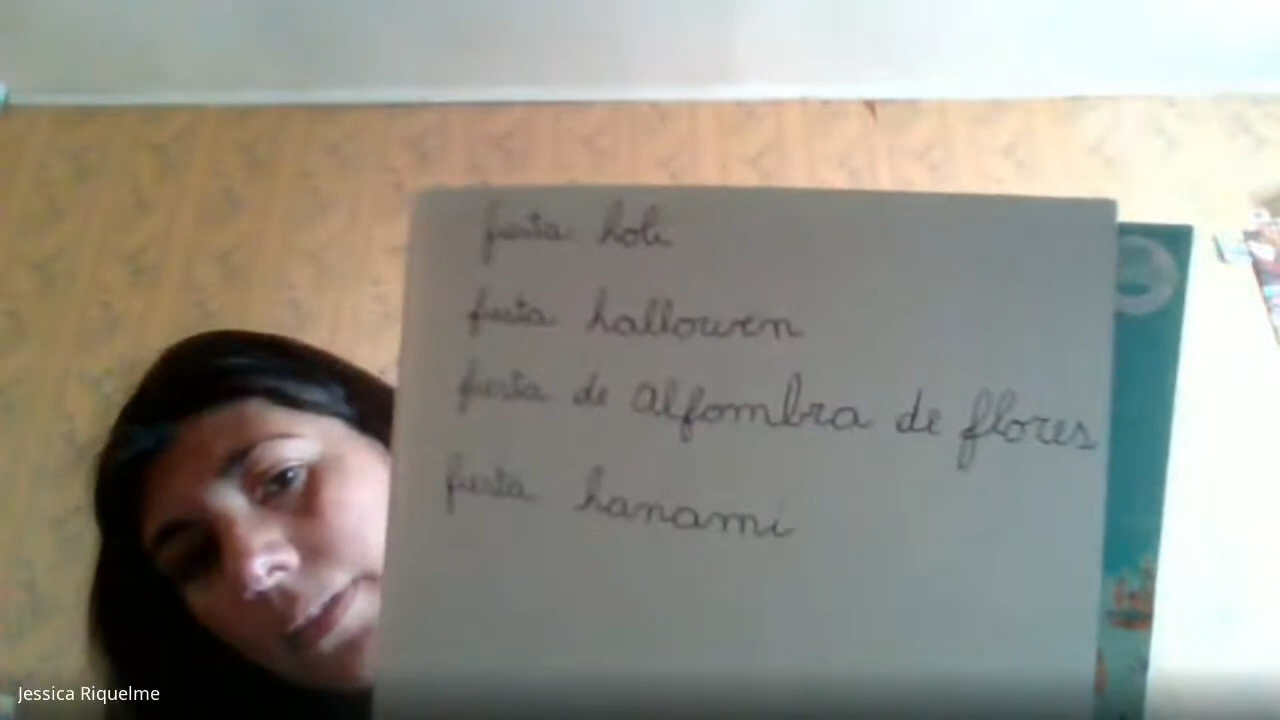 fiesta holi
fiesta hallowen
fiesta de alfombra de flores
fiesta hanami
Jessica Riquelme